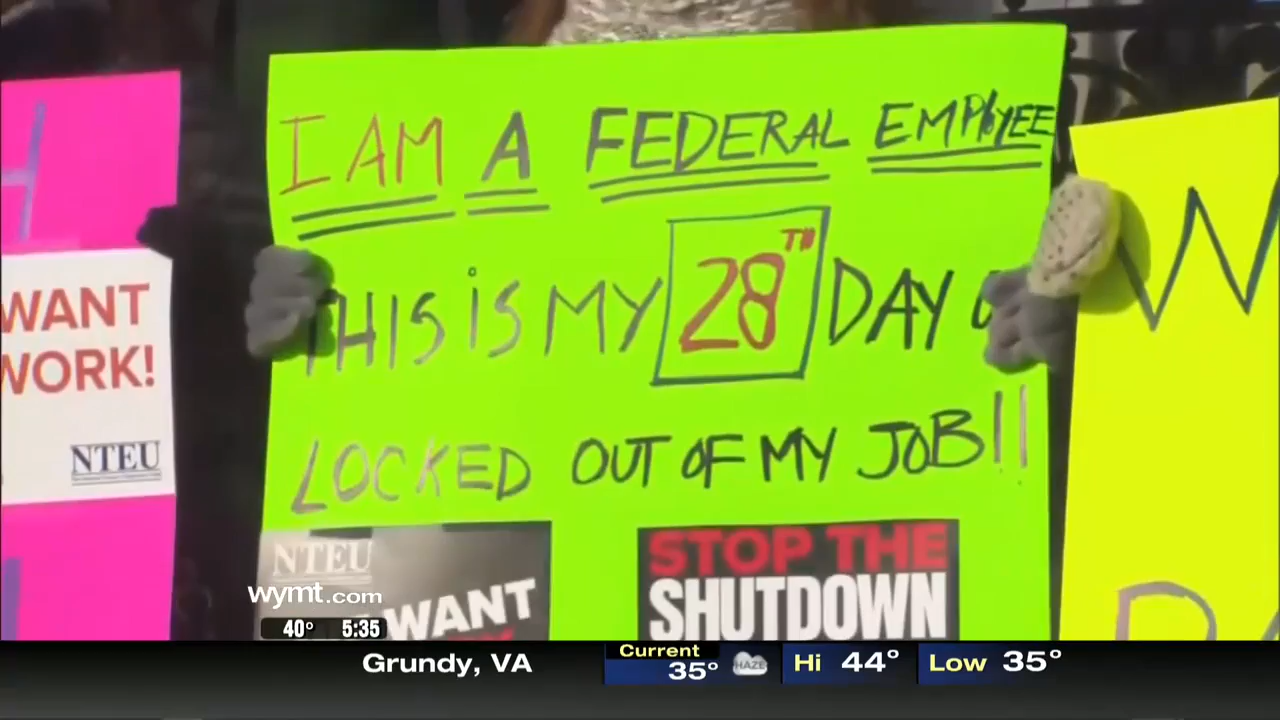 I AM A FEDERAL EMPLOYEE
THIS IS MY 28TH DAY
LOCKED OUT OF MY JOB!!
WANT
WORK!
NTEU
NTEU
WANT
STOP THE
SHUTDOWN
W
wymt.com
40° 5:35
Grundy, VA
Current
35°
HAZE
Hi 44°
Low 35°